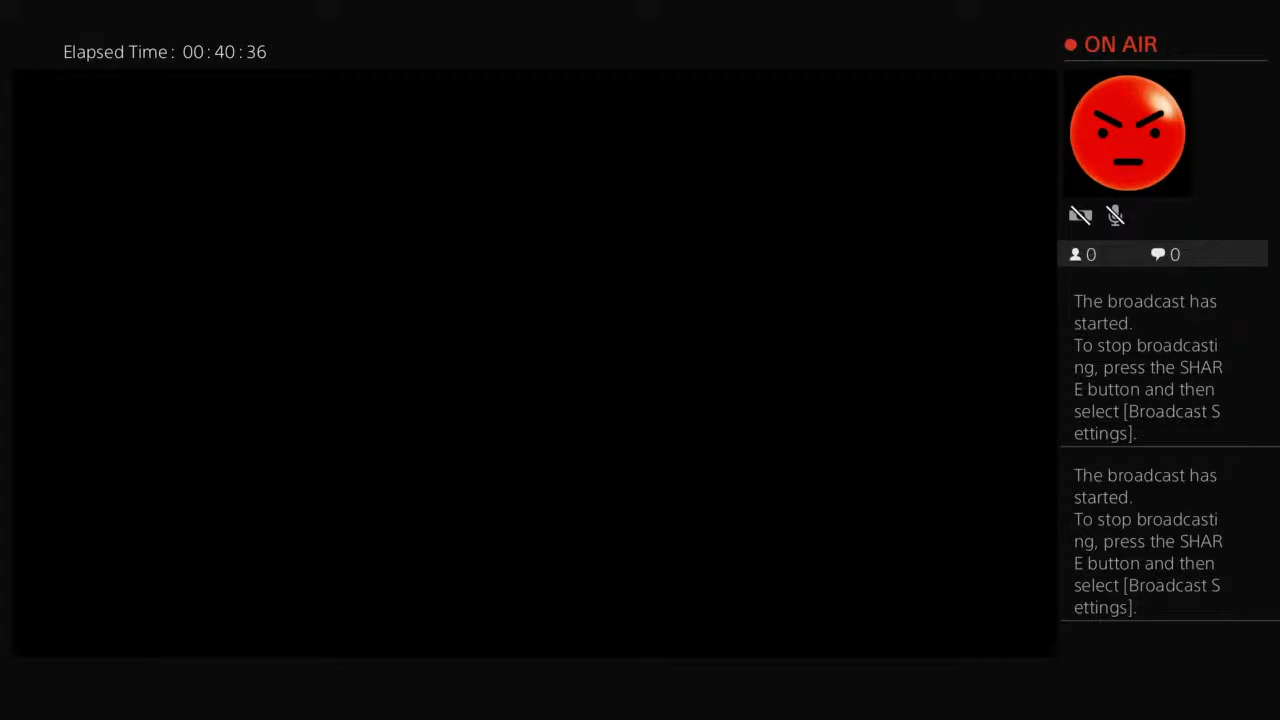 Elapsed Time: 00:40:36
ON AIR
0 0
The broadcast has
started.
To stop broadcasti
ng, press the SHAR
E button and then
select [Broadcast S
ettings].
The broadcast has
started.
To stop broadcasti
ng, press the SHAR
E button and then
select [Broadcast S
ettings].